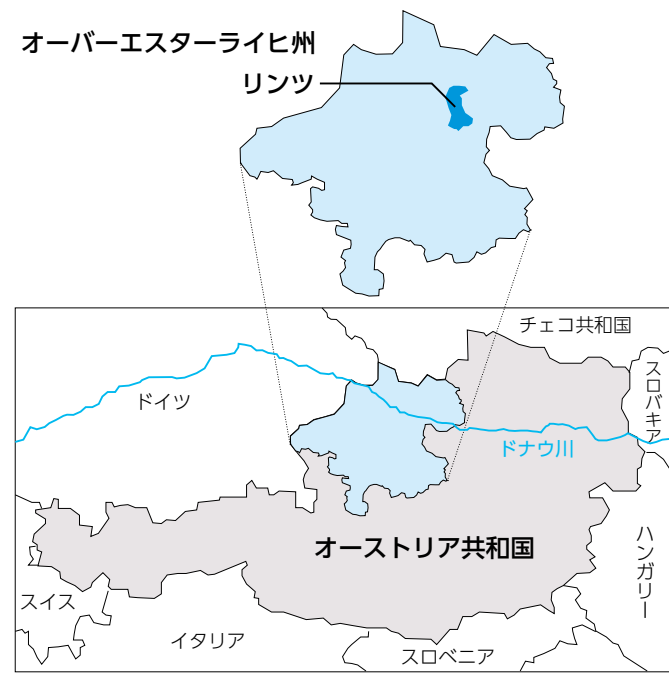 オーバーエスターライヒ州
リンツ
チェコ共和国
スロバキア
ドイツ
ドナウ川
オーストリア共和国
ハンガリー
スイス
イタリア
スロベニア